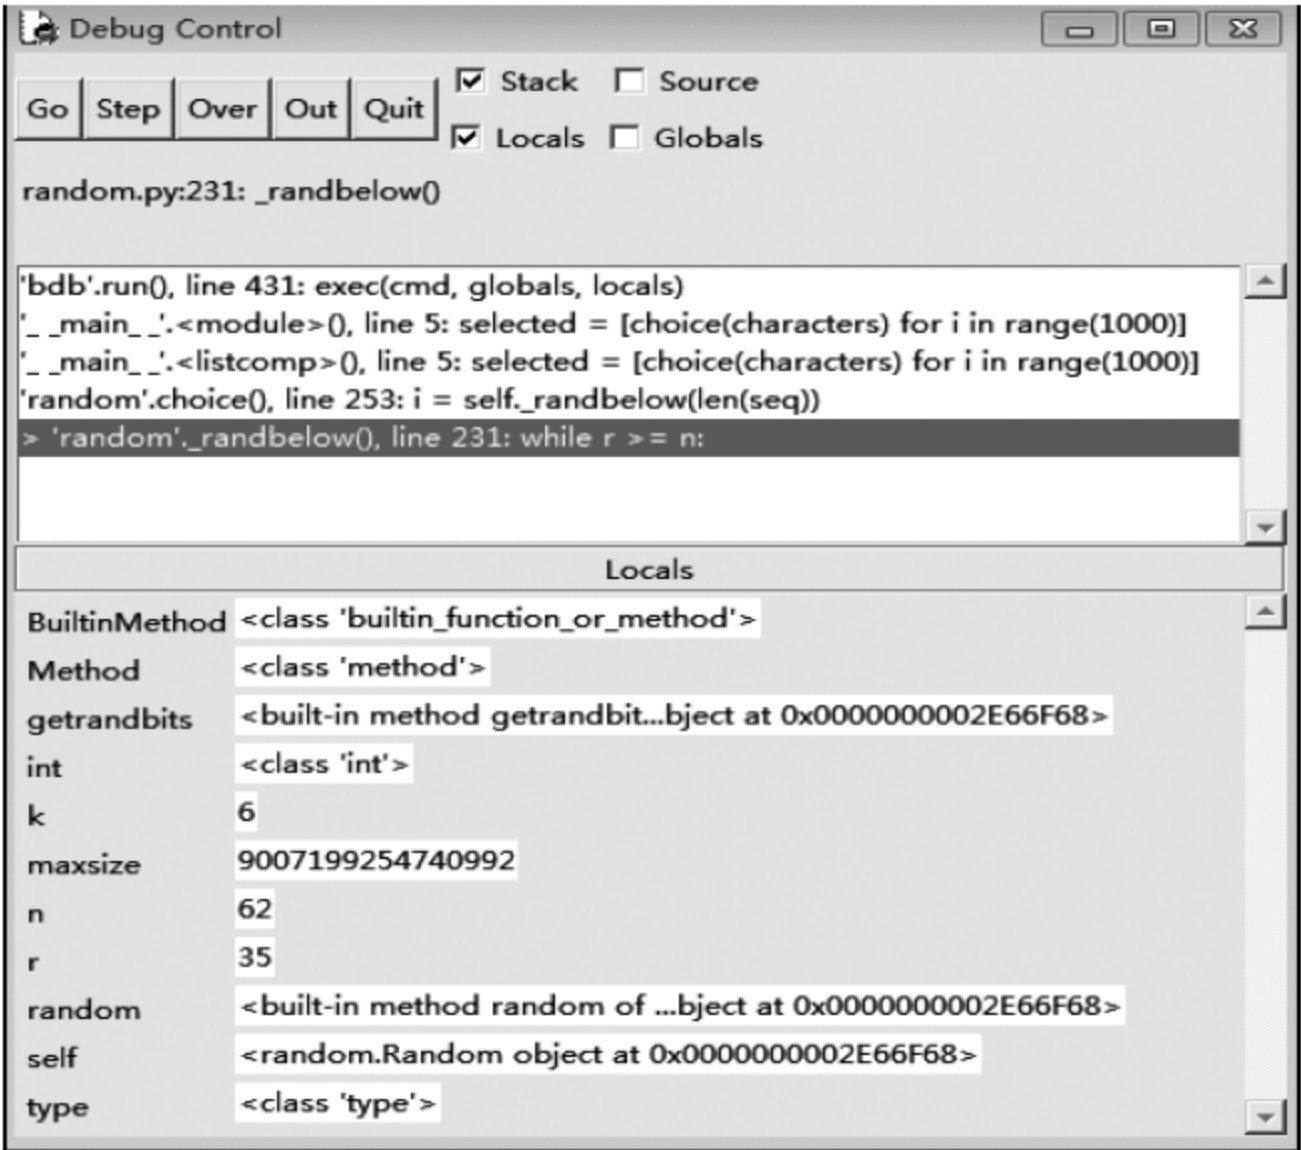 Debug Control
Go Step Over Out Quit
Stack Source
Locals Globals
random.py:231: _randbelow()
'bdb'.run(), line 431: exec(cmd, globals, locals)
'_ _main_ _'.<module>(), line 5: selected = [choice(characters) for i in range(1000)]
'_ _main_ _'.<listcomp>(), line 5: selected = [choice(characters) for i in range(1000)]
'random'.choice(), line 253: i = self._randbelow(len(seq))
> 'random'._randbelow(), line 231: while r >= n:
Locals
BuiltinMethod <class 'builtin_function_or_method'>
Method <class 'method'>
getrandbits <built-in method getrandbit...bject at 0x0000000002E66F68>
int <class 'int'>
k 6
maxsize 9007199254740992
n 62
r 35
random <built-in method random of ...bject at 0x0000000002E66F68>
self <random.Random object at 0x0000000002E66F68>
type <class 'type'>